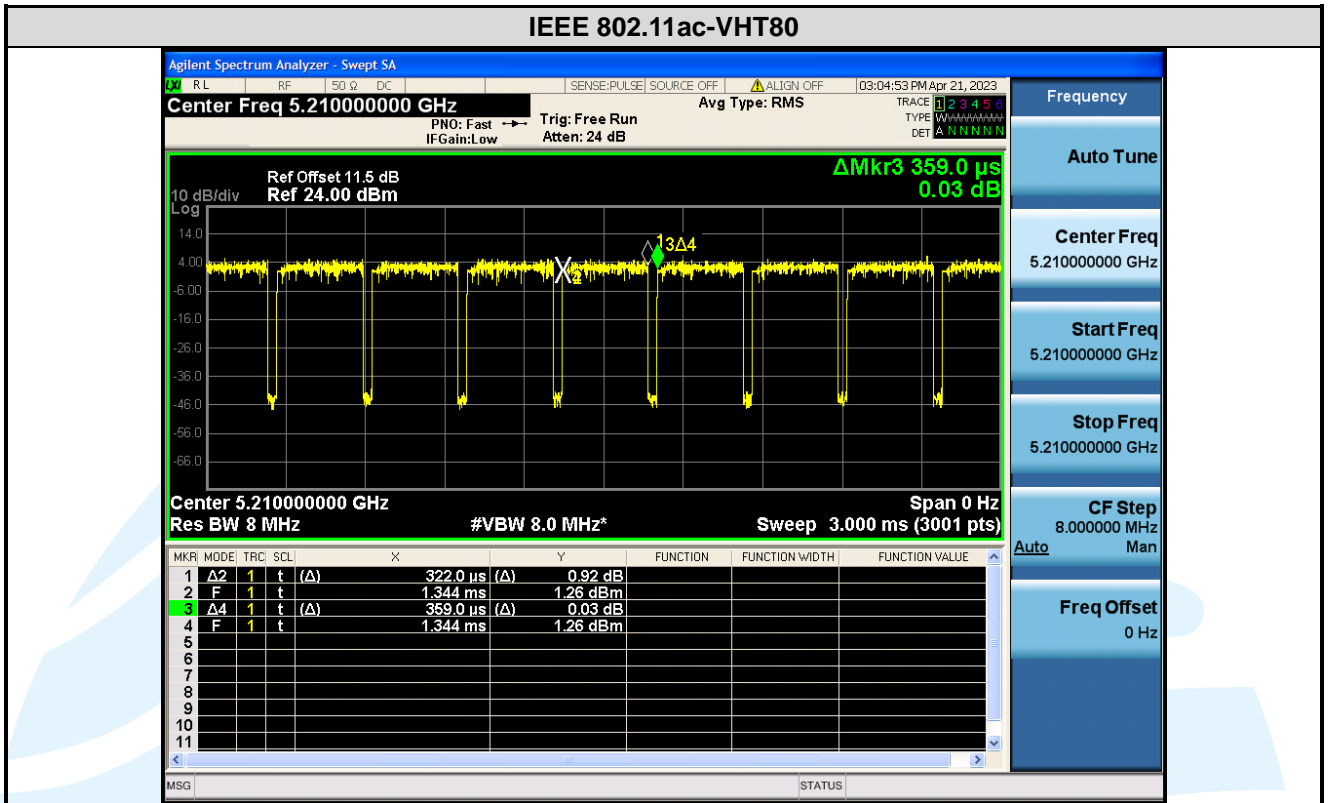 IEEE 802.11ac-VHT80
Agilent Spectrum Analyzer - Swept SA
LXI RL RF 50 Ω DC SENSE:PULSE SOURCE OFF ALIGN OFF 03:04:53 PM Apr 21, 2023
Center Freq 5.210000000 GHz
PNO: Fast
IFGain:Low
Trig: Free Run
Atten: 24 dB
Avg Type: RMS
TRACE 1 2 3 4 5 6
TYPE WWWWWW
DET A N N N N N
ΔMkr3 359.0 µs
0.03 dB
Ref Offset 11.5 dB
10 dB/div Ref 24.00 dBm
Log
14.0
4.00
-6.00
-16.0
-26.0
-36.0
-46.0
-56.0
-66.0
1 3Δ4
Center 5.210000000 GHz Span 0 Hz
Res BW 8 MHz #VBW 8.0 MHz* Sweep 3.000 ms (3001 pts)
MKR MODE TRC SCL X Y FUNCTION FUNCTION WIDTH FUNCTION VALUE
1 Δ2 1 t (Δ) 322.0 µs (Δ) 0.92 dB
2 F 1 t 1.344 ms 1.26 dBm
3 Δ4 1 t (Δ) 359.0 µs (Δ) 0.03 dB
4 F 1 t 1.344 ms 1.26 dBm
5
6
7
8
9
10
11
MSG STATUS
Frequency
Auto Tune
Center Freq
5.210000000 GHz
Start Freq
5.210000000 GHz
Stop Freq
5.210000000 GHz
CF Step
8.000000 MHz
Auto Man
Freq Offset
0 Hz